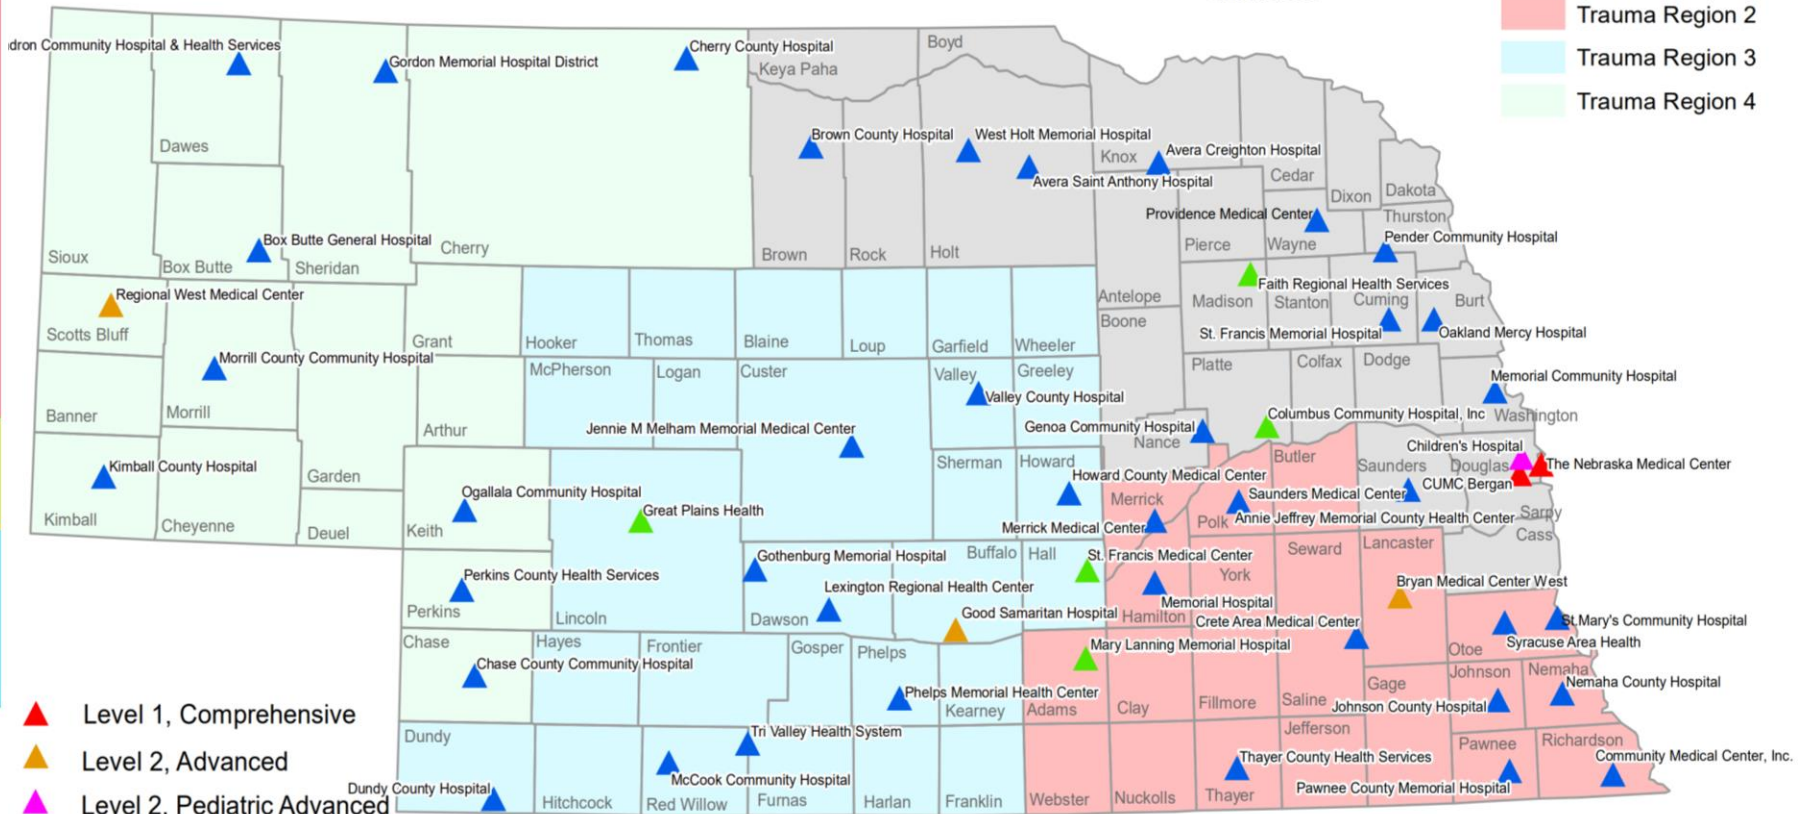 Trauma Region 2
Trauma Region 3
Trauma Region 4
dron Community Hospital & Health Services
Gordon Memorial Hospital District
Cherry County Hospital
Boyd
Keya Paha
Brown County Hospital
West Holt Memorial Hospital
Avera Creighton Hospital
Knox
Avera Saint Anthony Hospital
Dawes
Cedar
Dixon
Dakota
Providence Medical Center
Thurston
Pender Community Hospital
Box Butte General Hospital
Cherry
Sioux
Box Butte
Sheridan
Brown
Rock
Holt
Pierce
Wayne
Regional West Medical Center
Scotts Bluff
Antelope
Boone
Madison
Faith Regional Health Services
Stanton
Cuming
Burt
St. Francis Memorial Hospital
Oakland Mercy Hospital
Grant
Hooker
Thomas
Blaine
Loup
Garfield
Wheeler
Morrill County Community Hospital
McPherson
Logan
Custer
Valley
Greeley
Platte
Colfax
Dodge
Memorial Community Hospital
Washington
Banner
Morrill
Arthur
Valley County Hospital
Jennie M Melham Memorial Medical Center
Genoa Community Hospital
Nance
Columbus Community Hospital, Inc
Children's Hospital
Kimball County Hospital
Garden
Sherman
Howard
Butler
Saunders
Douglas
The Nebraska Medical Center
CUMC Bergan
Howard County Medical Center
Ogallala Community Hospital
Great Plains Health
Merrick
Saunders Medical Center
Sarpy
Kimball
Cheyenne
Deuel
Keith
Merrick Medical Center
Polk
Annie Jeffrey Memorial County Health Center
Cass
Gothenburg Memorial Hospital
Buffalo
Hall
St. Francis Medical Center
Seward
Lancaster
Perkins County Health Services
Lexington Regional Health Center
York
Bryan Medical Center West
Perkins
Lincoln
Dawson
Good Samaritan Hospital
Memorial Hospital
Hamilton
Crete Area Medical Center
St.Mary's Community Hospital
Syracuse Area Health
Otoe
Chase
Hayes
Frontier
Gosper
Phelps
Mary Lanning Memorial Hospital
Chase County Community Hospital
Johnson
Nemaha
Nemaha County Hospital
Gage
Phelps Memorial Health Center
Kearney
Adams
Clay
Fillmore
Saline
Johnson County Hospital
Level 1, Comprehensive
Dundy
Tri Valley Health System
Jefferson
Pawnee
Richardson
Level 2, Advanced
McCook Community Hospital
Thayer County Health Services
Community Medical Center, Inc.
Dundy County Hospital
Pawnee County Memorial Hospital
Level 2, Pediatric Advanced
Hitchcock
Red Willow
Furnas
Harlan
Franklin
Webster
Nuckolls
Thayer